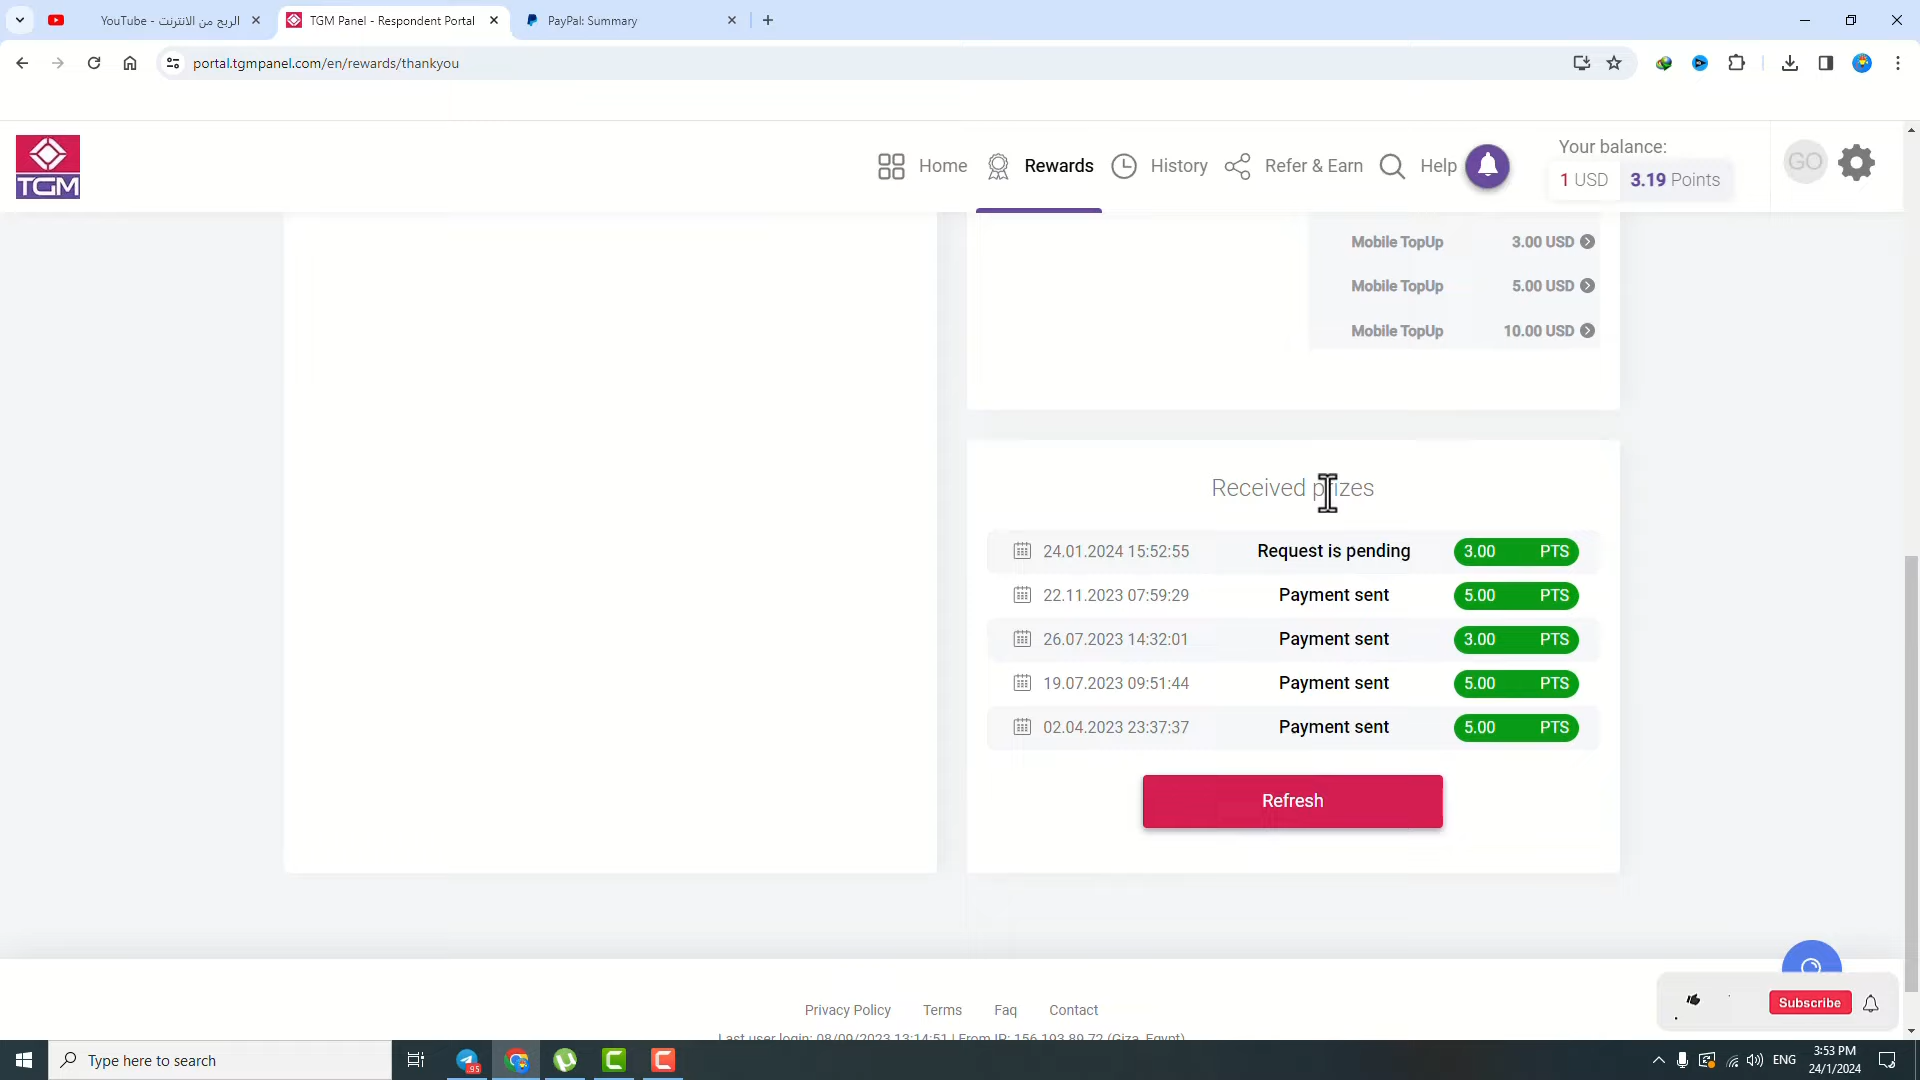 YouTube - الربح من الانترنت
TGM Panel - Respondent Portal
PayPal: Summary
portal.tgmpanel.com/en/rewards/thankyou
TGM
Home
Rewards
History
Refer & Earn
Help
Your balance:
1 USD
3.19 Points
GO
Mobile TopUp 3.00 USD
Mobile TopUp 5.00 USD
Mobile TopUp 10.00 USD
Received prizes
24.01.2024 15:52:55 Request is pending 3.00 PTS
22.11.2023 07:59:29 Payment sent 5.00 PTS
26.07.2023 14:32:01 Payment sent 3.00 PTS
19.07.2023 09:51:44 Payment sent 5.00 PTS
02.04.2023 23:37:37 Payment sent 5.00 PTS
Refresh
Subscribe
Privacy Policy Terms Faq Contact
Last user login: 08/09/2023 13:14:51 | From IP: 156.193.89.72 (Giza, Egypt)
Type here to search
95
ENG
3:53 PM
24/1/2024